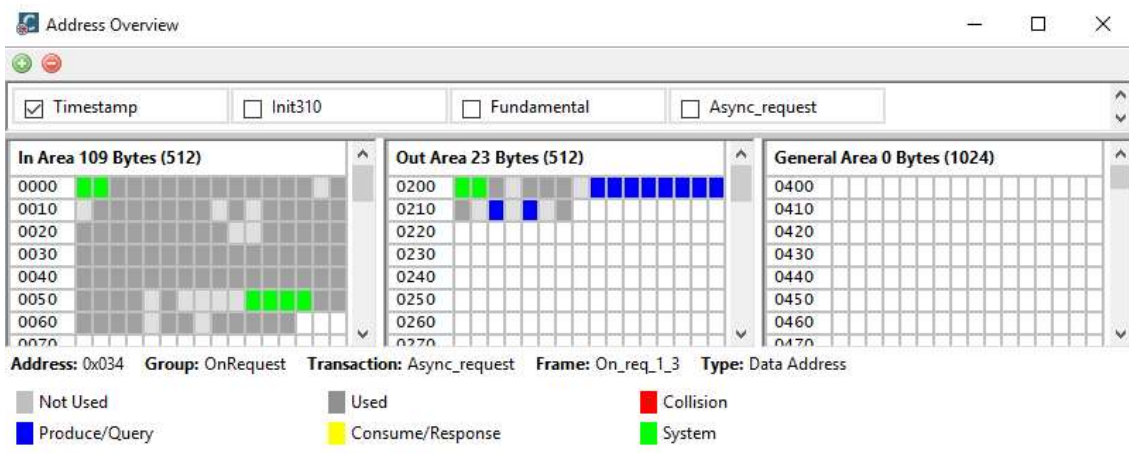 Address Overview
Timestamp Init310 Fundamental Async_request
In Area 109 Bytes (512) Out Area 23 Bytes (512) General Area 0 Bytes (1024)
0000 0200 0400
0010 0210 0410
0020 0220 0420
0030 0230 0430
0040 0240 0440
0050 0250 0450
0060 0260 0460
0070 0270 0470
Address: 0x034 Group: OnRequest Transaction: Async_request Frame: On_req_1_3 Type: Data Address
Not Used Used Collision
Produce/Query Consume/Response System